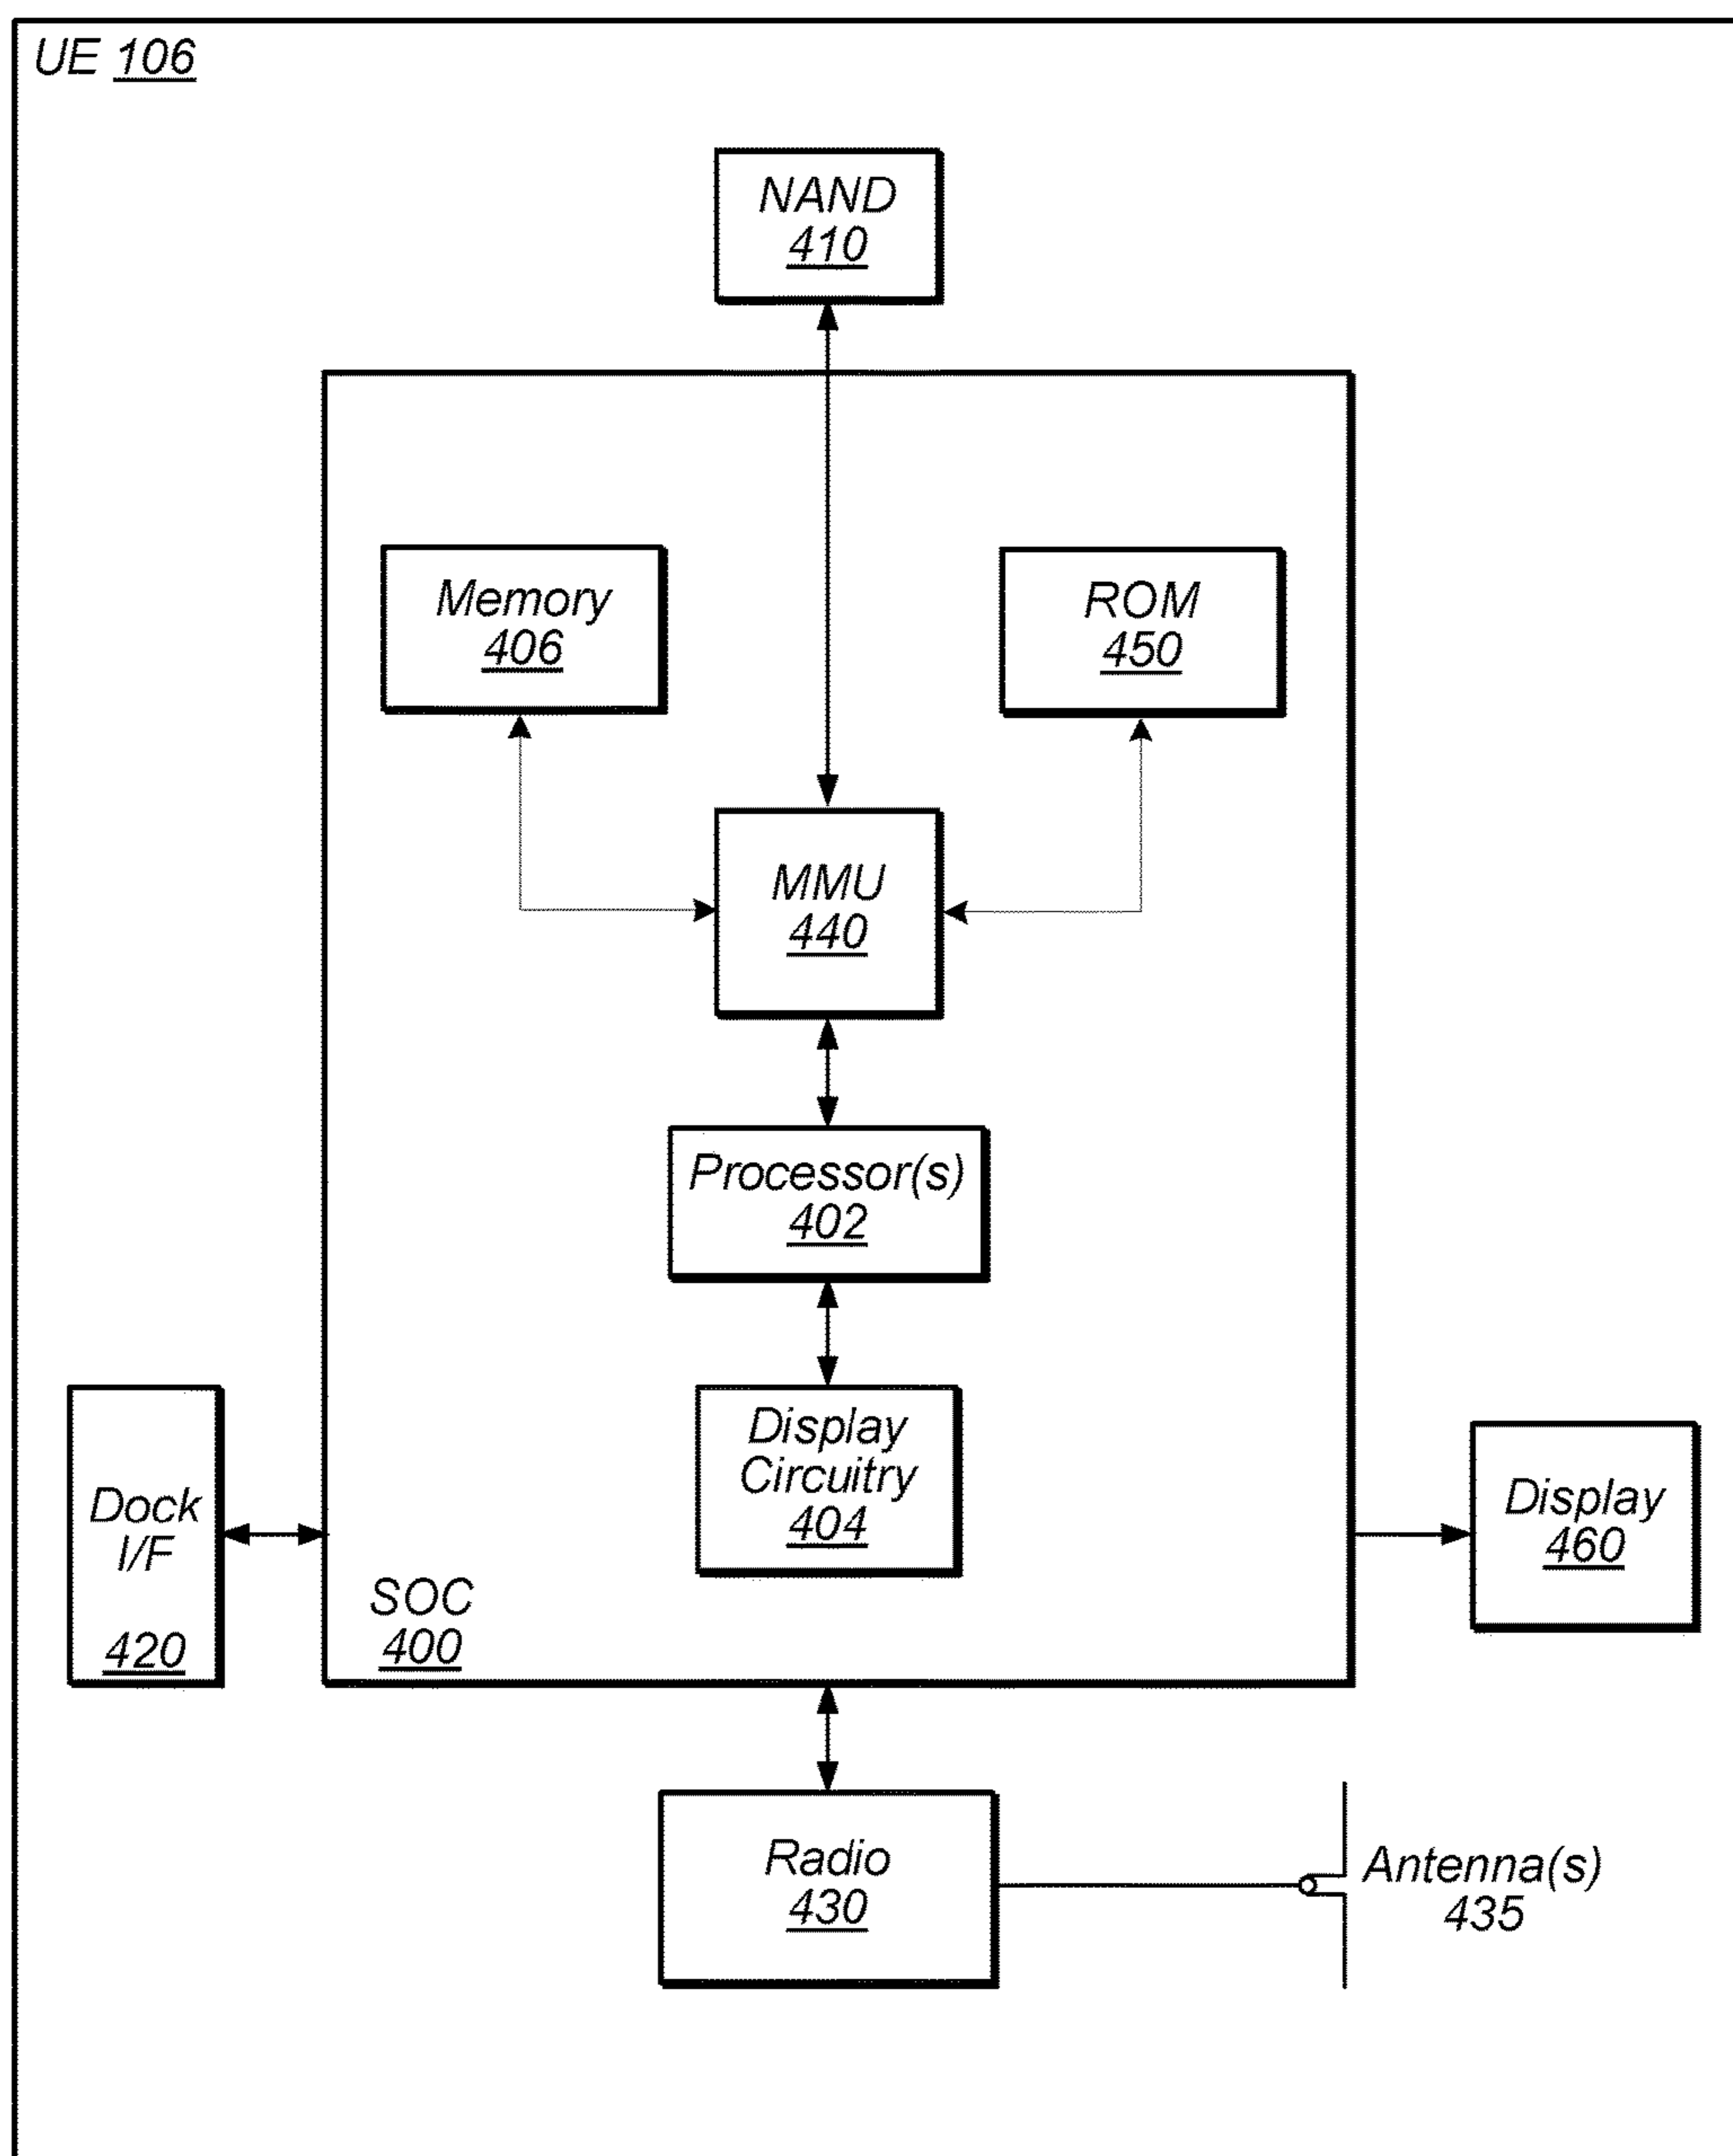 UE 106
NAND
410
Memory
406
ROM
450
MMU
440
Processor(s)
402
Display
Circuitry
404
Dock
I/F
420
SOC
400
Display
460
Radio
430
Antenna(s)
435